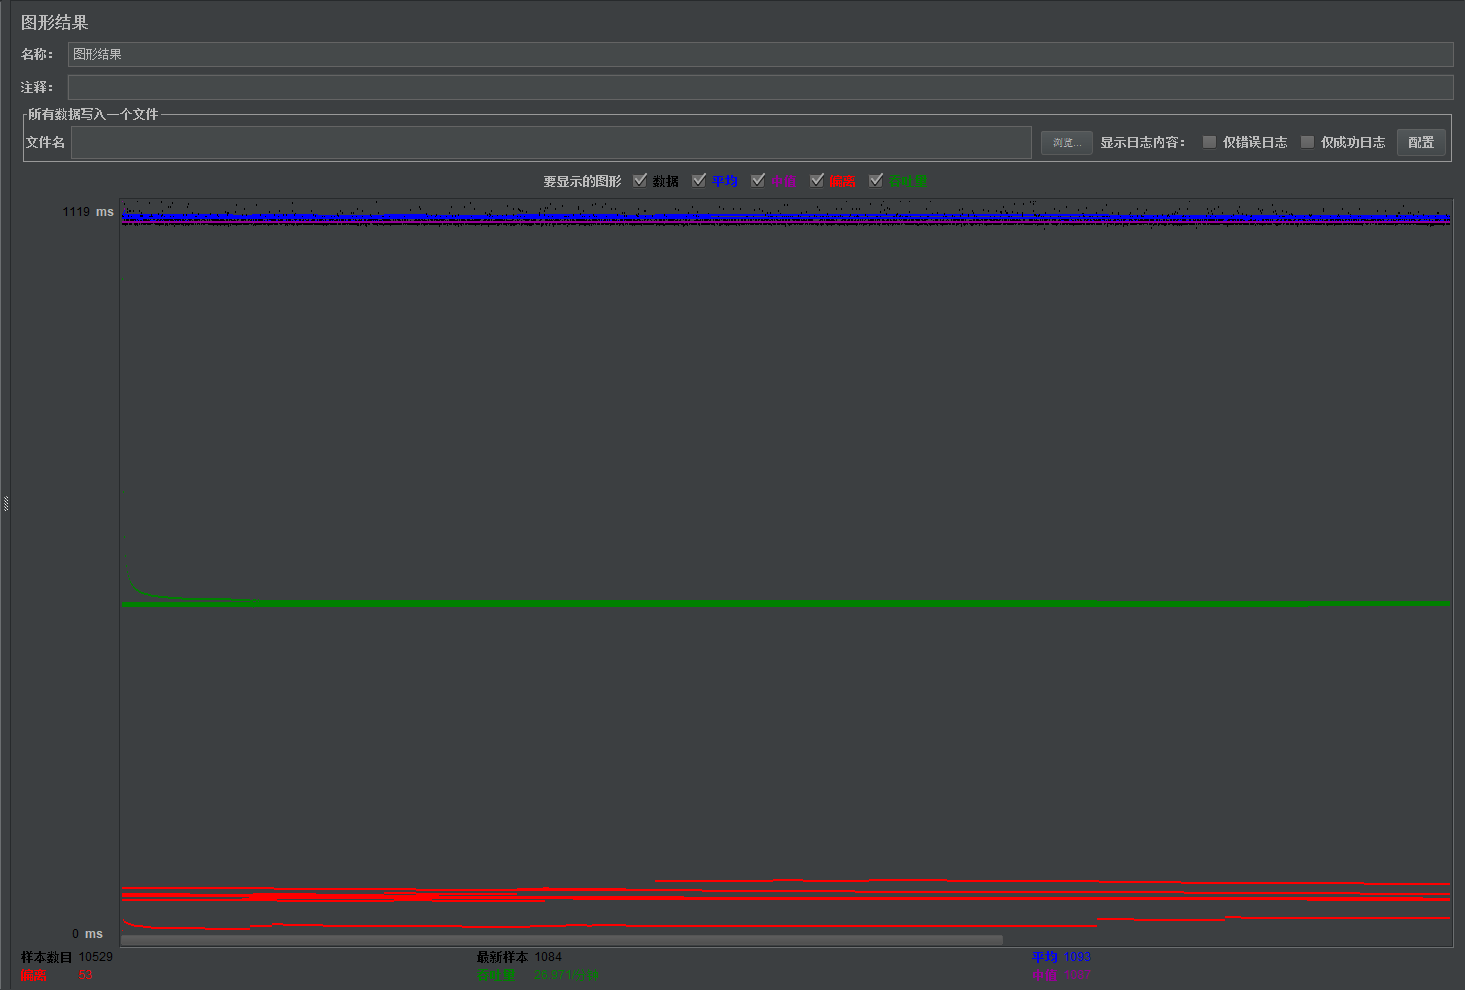 图形结果
名称： 图形结果
注释：
所有数据写入一个文件
文件名 浏览... 显示日志内容： 仅错误日志 仅成功日志 配置
要显示的图形 数据 平均 中值 偏离 吞吐量
1119 ms
0 ms
样本数目 10529 最新样本 1084 平均 1093
偏离 53 吞吐量 26.971/分钟 中值 1087